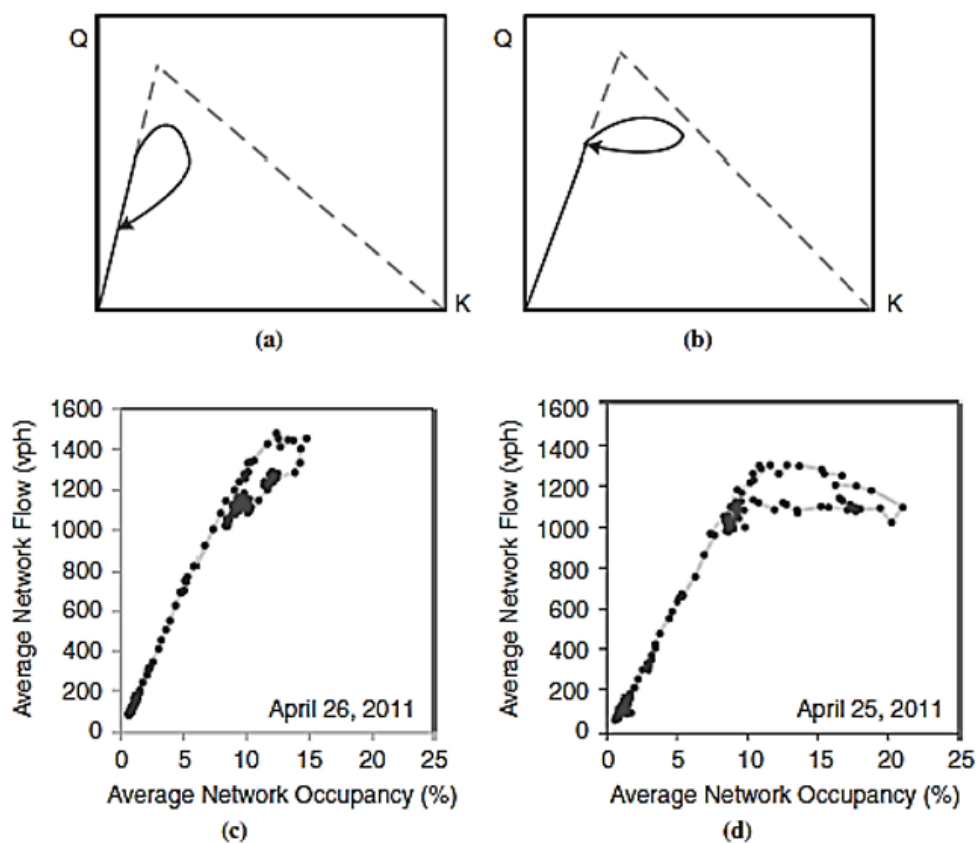 Q
K
(a)
Q
K
(b)
Average Network Flow (vph)
1600
1400
1200
1000
800
600
400
200
0
0 5 10 15 20 25
April 26, 2011
Average Network Occupancy (%)
(c)
Average Network Flow (vph)
1600
1400
1200
1000
800
600
400
200
0
0 5 10 15 20 25
April 25, 2011
Average Network Occupancy (%)
(d)